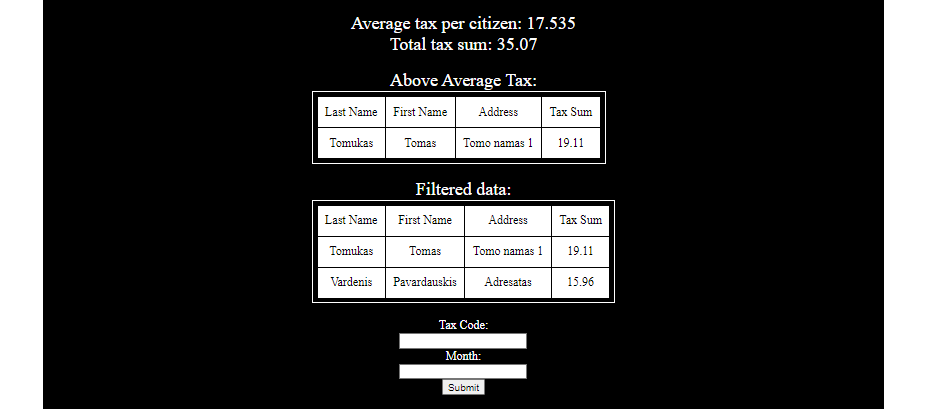 Average tax per citizen: 17.535
Total tax sum: 35.07
Above Average Tax:
Last Name First Name Address Tax Sum
Tomukas Tomas Tomo namas 1 19.11
Filtered data:
Last Name First Name Address Tax Sum
Tomukas Tomas Tomo namas 1 19.11
Vardenis Pavardauskis Adresatas 15.96
Tax Code:
Month:
Submit